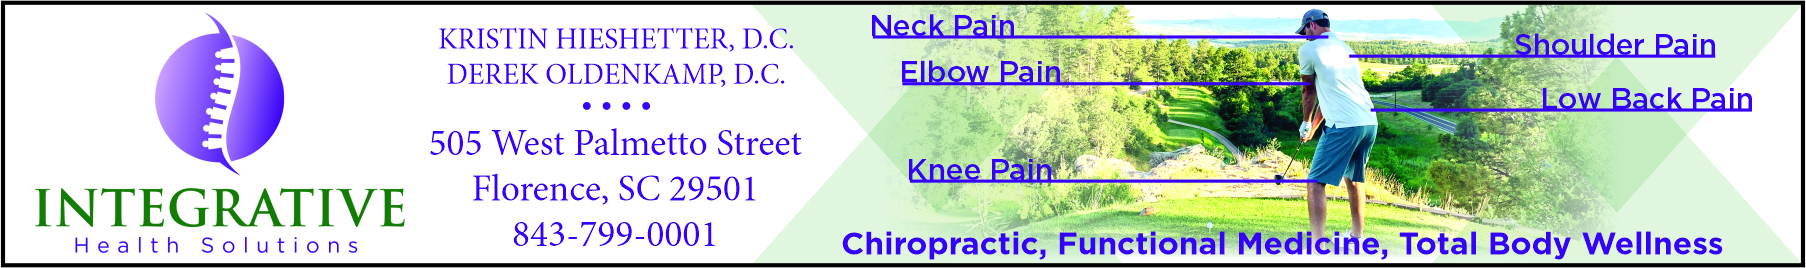 INTEGRATIVE
Health Solutions
KRISTIN HIESHETTER, D.C.
DEREK OLDENKAMP, D.C.
• • • •
505 West Palmetto Street
Florence, SC 29501
843-799-0001
Neck Pain
Shoulder Pain
Elbow Pain
Low Back Pain
Knee Pain
Chiropractic, Functional Medicine, Total Body Wellness